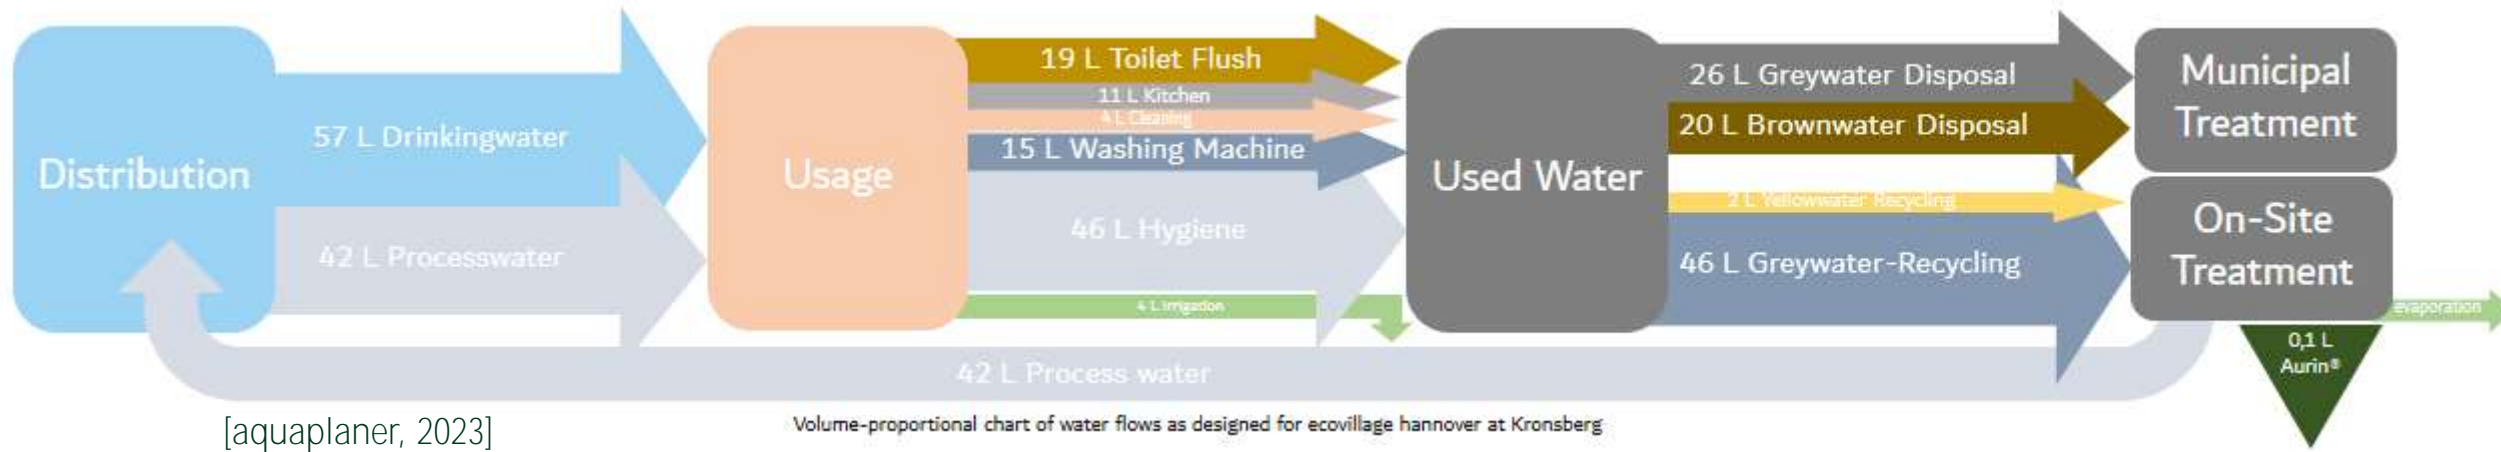 Distribution
57 L Drinkingwater
42 L Processwater
Usage
19 L Toilet Flush
11 L Kitchen
4 L Cleaning
15 L Washing Machine
46 L Hygiene
4 L Irrigation
Used Water
26 L Greywater Disposal
20 L Brownwater Disposal
2 L Yellowwater Recycling
46 L Greywater-Recycling
Municipal
Treatment
On-Site
Treatment
evaporation
0,1 L
Aurin®
42 L Process water
[aquaplaner, 2023]
Volume-proportional chart of water flows as designed for ecovillage hannover at Kronsberg